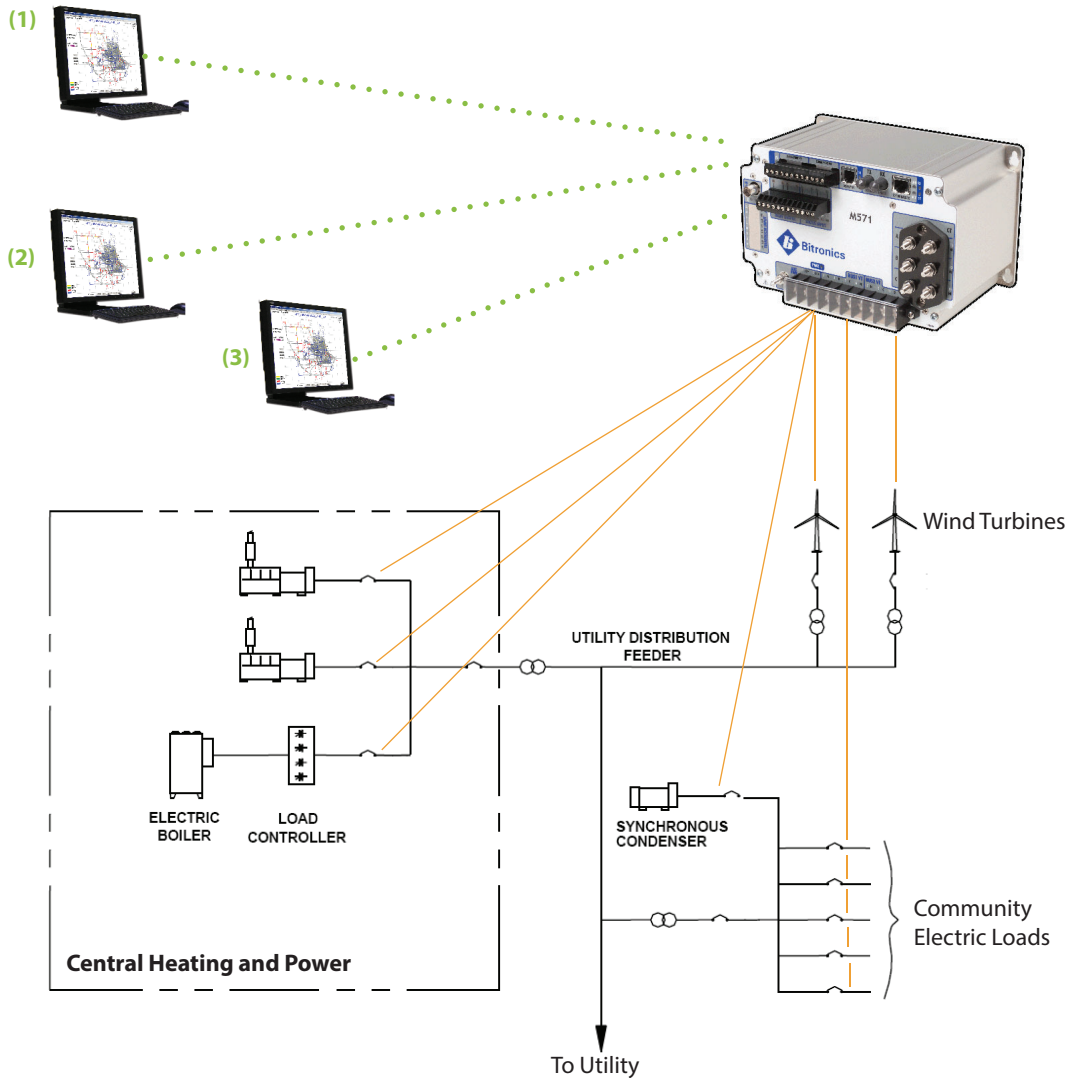 (1)
(2)
(3)
M571
Bitronics
Wind Turbines
UTILITY DISTRIBUTION
FEEDER
ELECTRIC
BOILER
LOAD
CONTROLLER
SYNCHRONOUS
CONDENSER
Community
Electric Loads
Central Heating and Power
To Utility